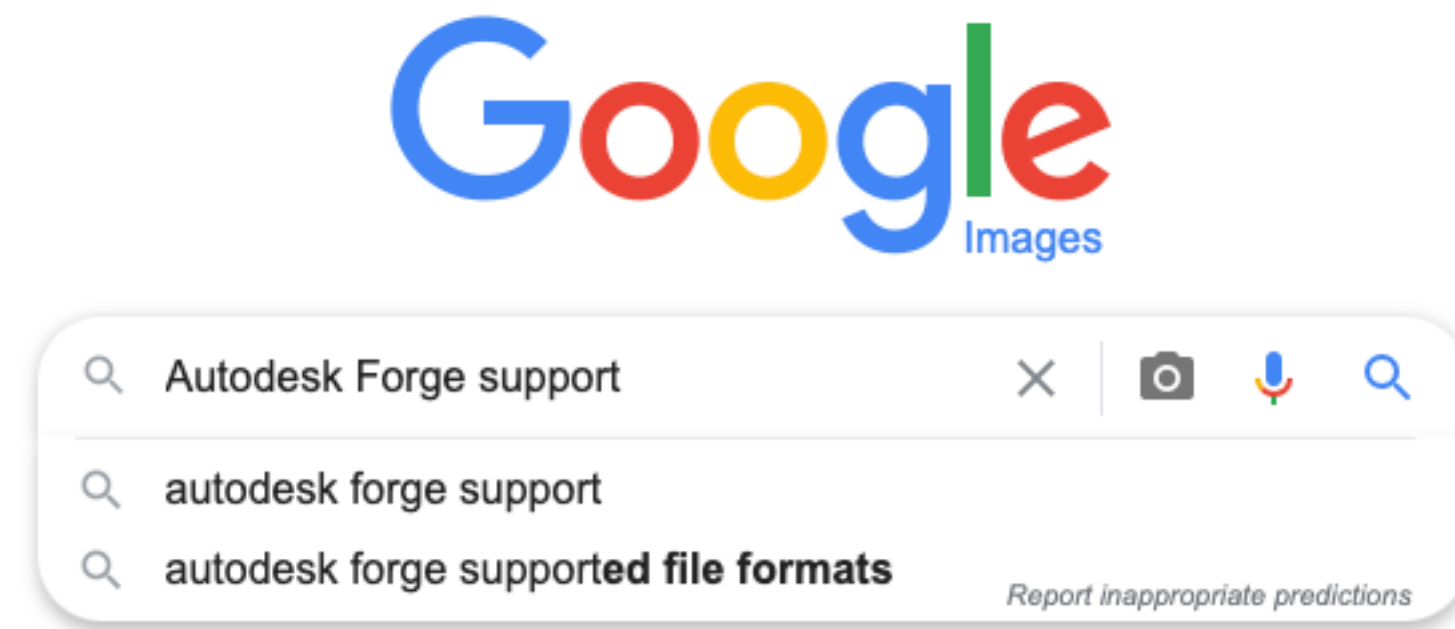 Google
Images
Autodesk Forge support
autodesk forge support
autodesk forge supported file formats
Report inappropriate predictions